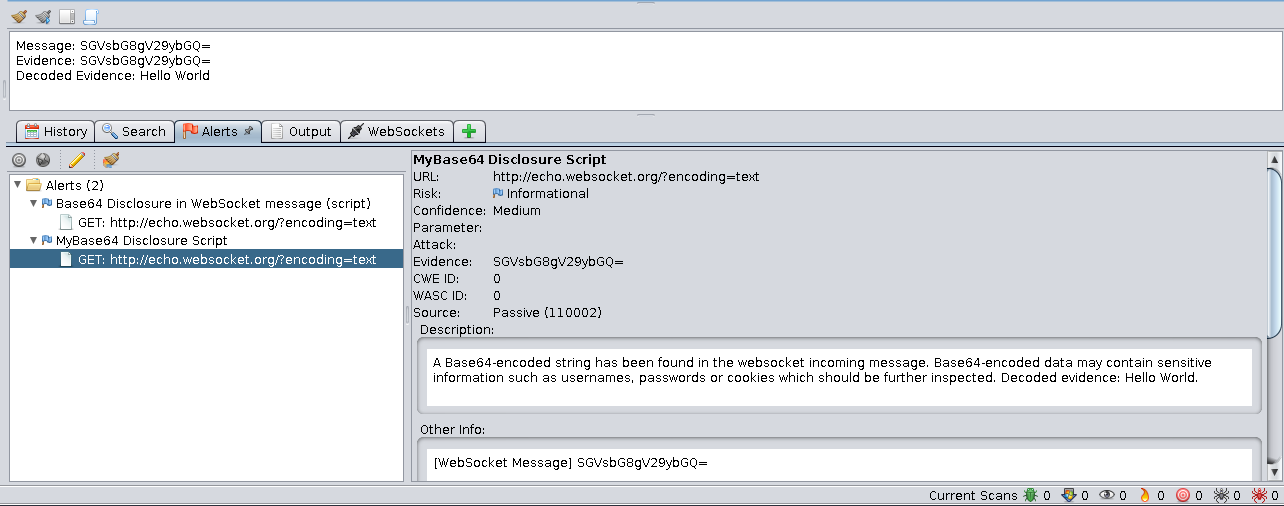 Message: SGVsbG8gV29ybGQ=
Evidence: SGVsbG8gV29ybGQ=
Decoded Evidence: Hello World
History Search Alerts Output WebSockets
Alerts (2)
Base64 Disclosure in WebSocket message (script)
GET: http://echo.websocket.org/?encoding=text
MyBase64 Disclosure Script
GET: http://echo.websocket.org/?encoding=text
MyBase64 Disclosure Script
URL: http://echo.websocket.org/?encoding=text
Risk: Informational
Confidence: Medium
Parameter:
Attack:
Evidence: SGVsbG8gV29ybGQ=
CWE ID: 0
WASC ID: 0
Source: Passive (110002)
Description:
A Base64-encoded string has been found in the websocket incoming message. Base64-encoded data may contain sensitive
information such as usernames, passwords or cookies which should be further inspected. Decoded evidence: Hello World.
Other Info:
[WebSocket Message] SGVsbG8gV29ybGQ=
Current Scans 0 0 0 0 0 0 0